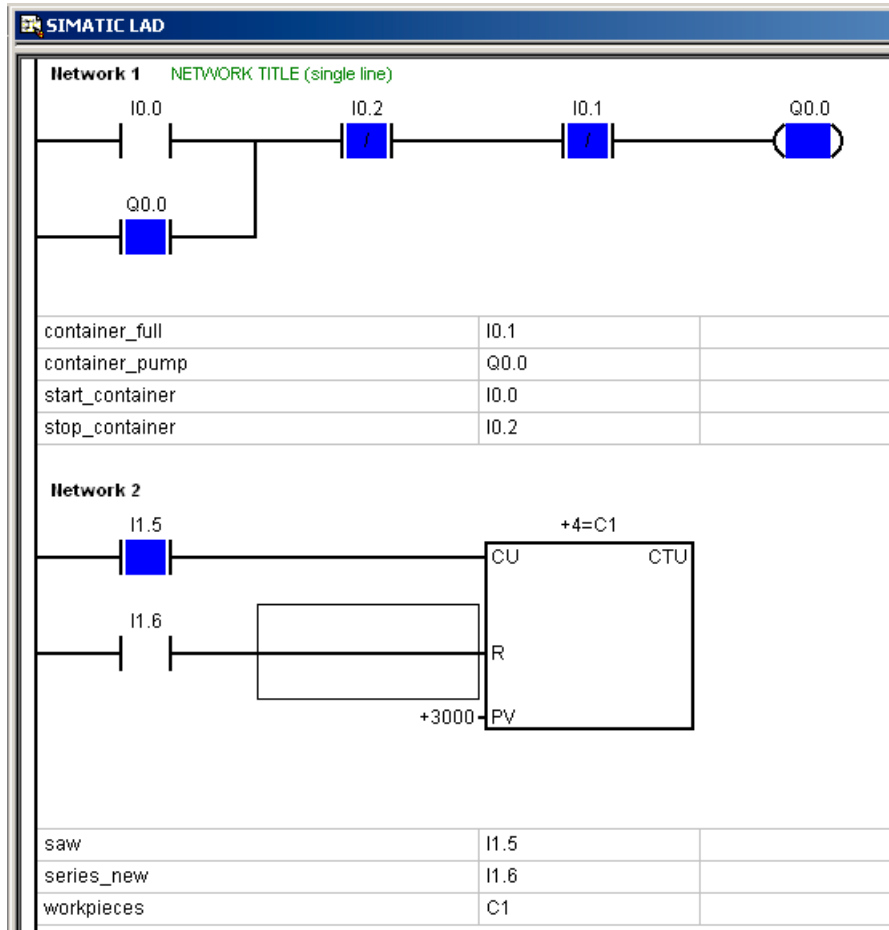 SIMATIC LAD
Network 1 NETWORK TITLE (single line)
I0.0 I0.2 I0.1 Q0.0
/ /
Q0.0
container_full I0.1
container_pump Q0.0
start_container I0.0
stop_container I0.2
Network 2
I1.5 +4=C1
CU CTU
I1.6
R
+3000 PV
saw I1.5
series_new I1.6
workpieces C1